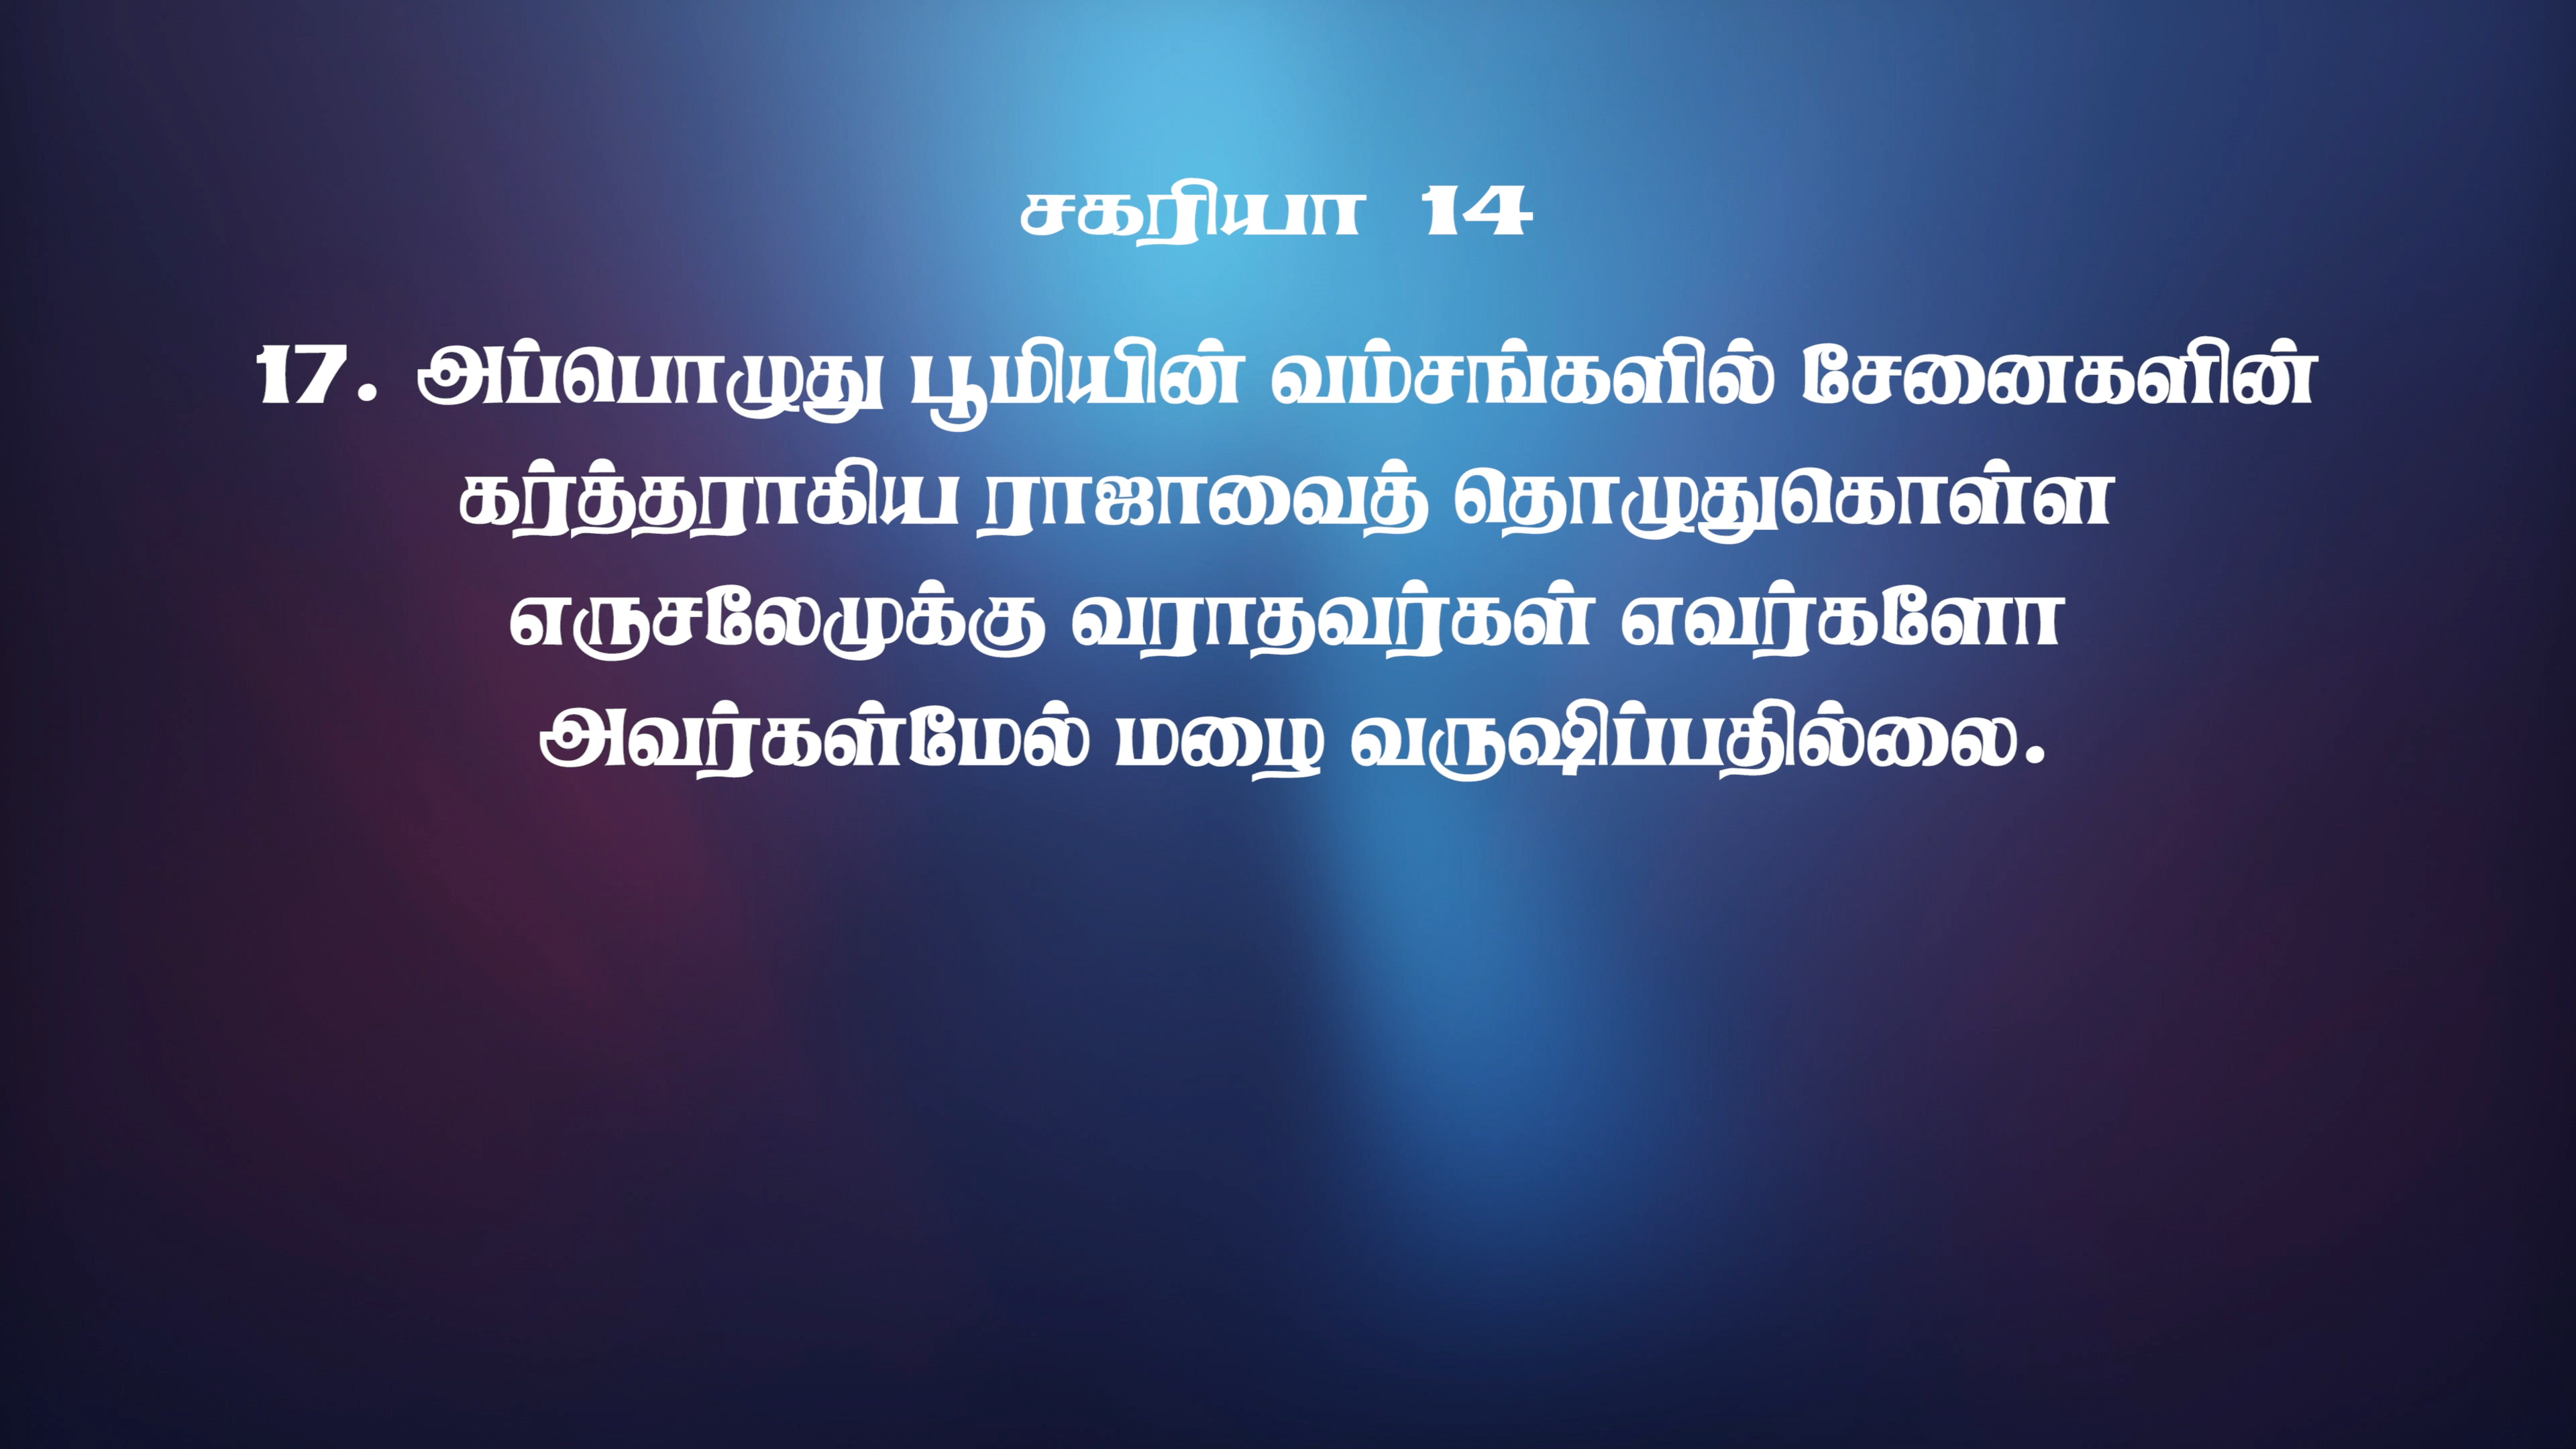 சகரியா 14
17. அப்பொழுது பூமியின் வம்சங்களில் சேனைகளின்
கர்த்தராகிய ராஜாவைத் தொழுதுகொள்ள
எருசலேமுக்கு வராதவர்கள் எவர்களோ
அவர்கள்மேல் மழை வருஷிப்பதில்லை.